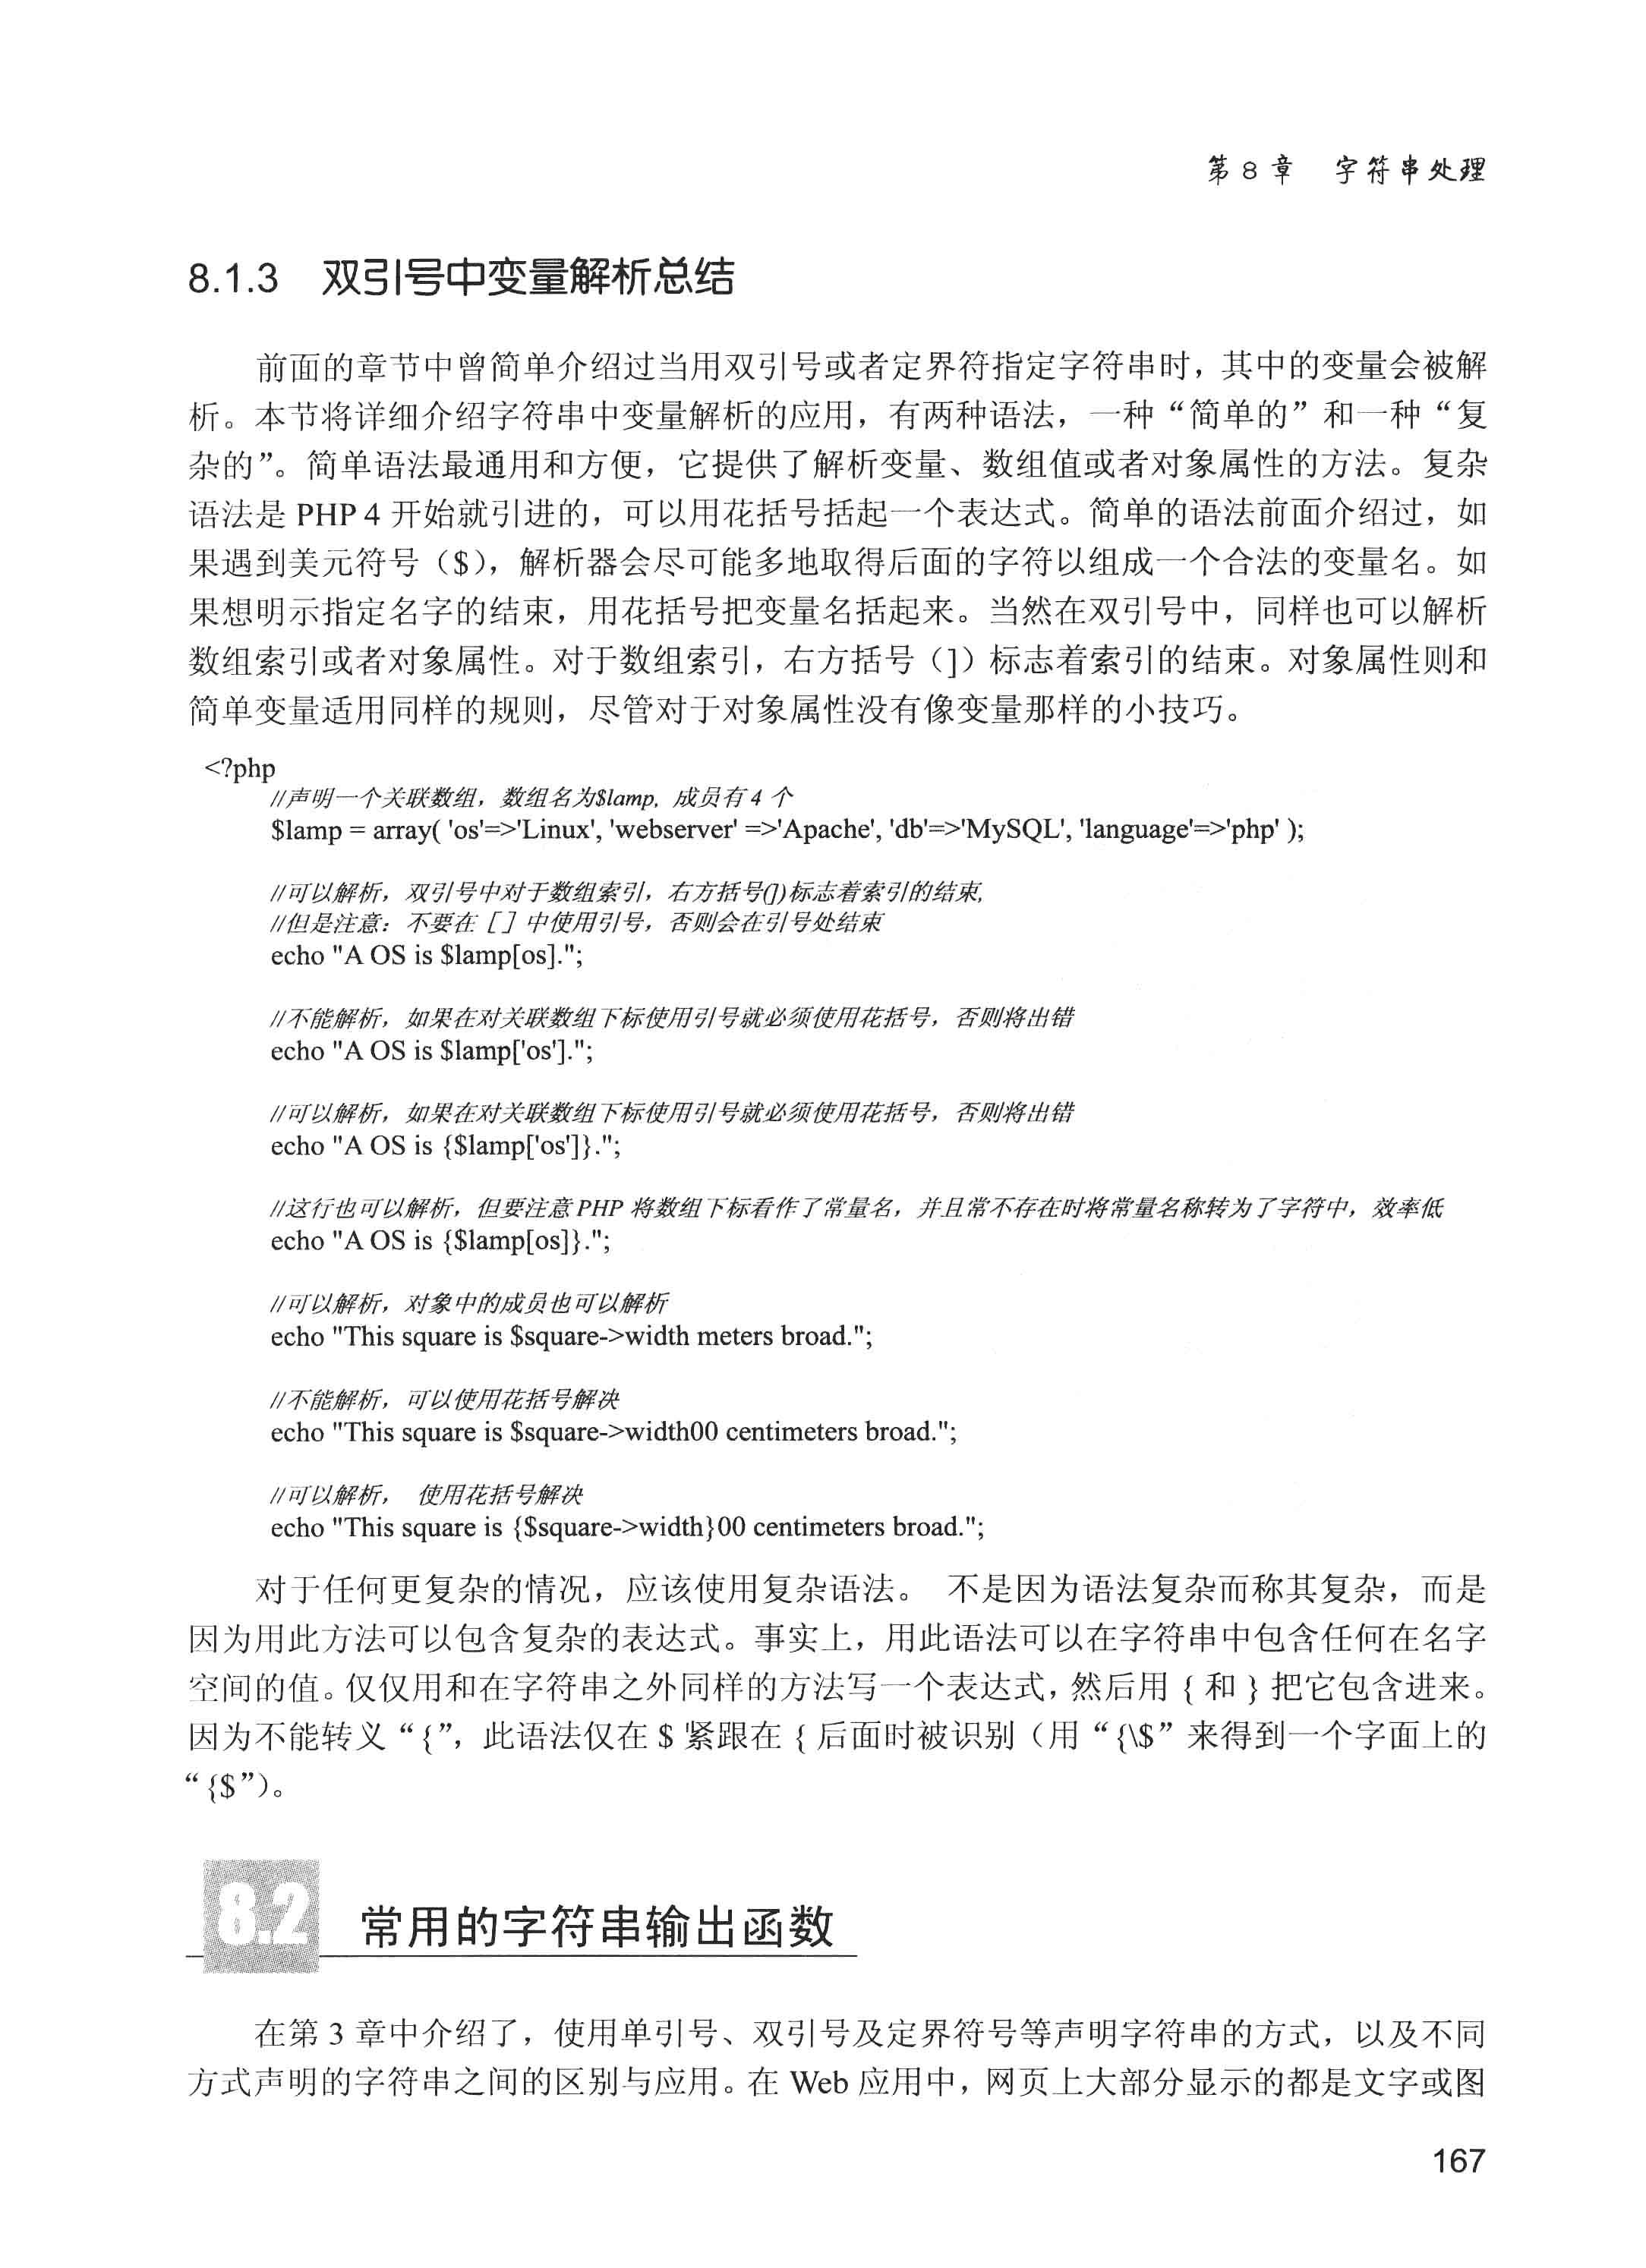 第 8 章 字符串处理
8.1.3 双引号中变量解析总结
前面的章节中曾简单介绍过当用双引号或者定界符指定字符串时，其中的变量会被解
析。本节将详细介绍字符串中变量解析的应用，有两种语法，一种“简单的”和一种“复
杂的”。简单语法最通用和方便，它提供了解析变量、数组值或者对象属性的方法。复杂
语法是 PHP 4 开始就引进的，可以用花括号括起一个表达式。简单的语法前面介绍过，如
果遇到美元符号（$），解析器会尽可能多地取得后面的字符以组成一个合法的变量名。如
果想明示指定名字的结束，用花括号把变量名括起来。当然在双引号中，同样也可以解析
数组索引或者对象属性。对于数组索引，右方括号（]）标志着索引的结束。对象属性则和
简单变量适用同样的规则，尽管对于对象属性没有像变量那样的小技巧。
<?php
//声明一个关联数组，数组名为$lamp, 成员有 4 个
$lamp = array( 'os'=>'Linux', 'webserver' =>'Apache', 'db'=>'MySQL', 'language'=>'php' );
//可以解析，双引号中对于数组索引，右方括号(])标志着索引的结束,
//但是注意：不要在 [ ] 中使用引号，否则会在引号处结束
echo "A OS is $lamp[os].";
//不能解析，如果在对关联数组下标使用引号就必须使用花括号，否则将出错
echo "A OS is $lamp['os'].";
//可以解析，如果在对关联数组下标使用引号就必须使用花括号，否则将出错
echo "A OS is {$lamp['os']}.";
//这行也可以解析，但要注意 PHP 将数组下标看作了常量名，并且常不存在时将常量名称转为了字符中，效率低
echo "A OS is {$lamp[os]}.";
//可以解析，对象中的成员也可以解析
echo "This square is $square->width meters broad.";
//不能解析，可以使用花括号解决
echo "This square is $square->width00 centimeters broad.";
//可以解析， 使用花括号解决
echo "This square is {$square->width}00 centimeters broad.";
对于任何更复杂的情况，应该使用复杂语法。 不是因为语法复杂而称其复杂，而是
因为用此方法可以包含复杂的表达式。事实上，用此语法可以在字符串中包含任何在名字
空间的值。仅仅用和在字符串之外同样的方法写一个表达式，然后用 { 和 } 把它包含进来。
因为不能转义“{”，此语法仅在 $ 紧跟在 { 后面时被识别（用“{\$”来得到一个字面上的
“{$”）。
8.2 常用的字符串输出函数
在第 3 章中介绍了，使用单引号、双引号及定界符号等声明字符串的方式，以及不同
方式声明的字符串之间的区别与应用。在 Web 应用中，网页上大部分显示的都是文字或图
167